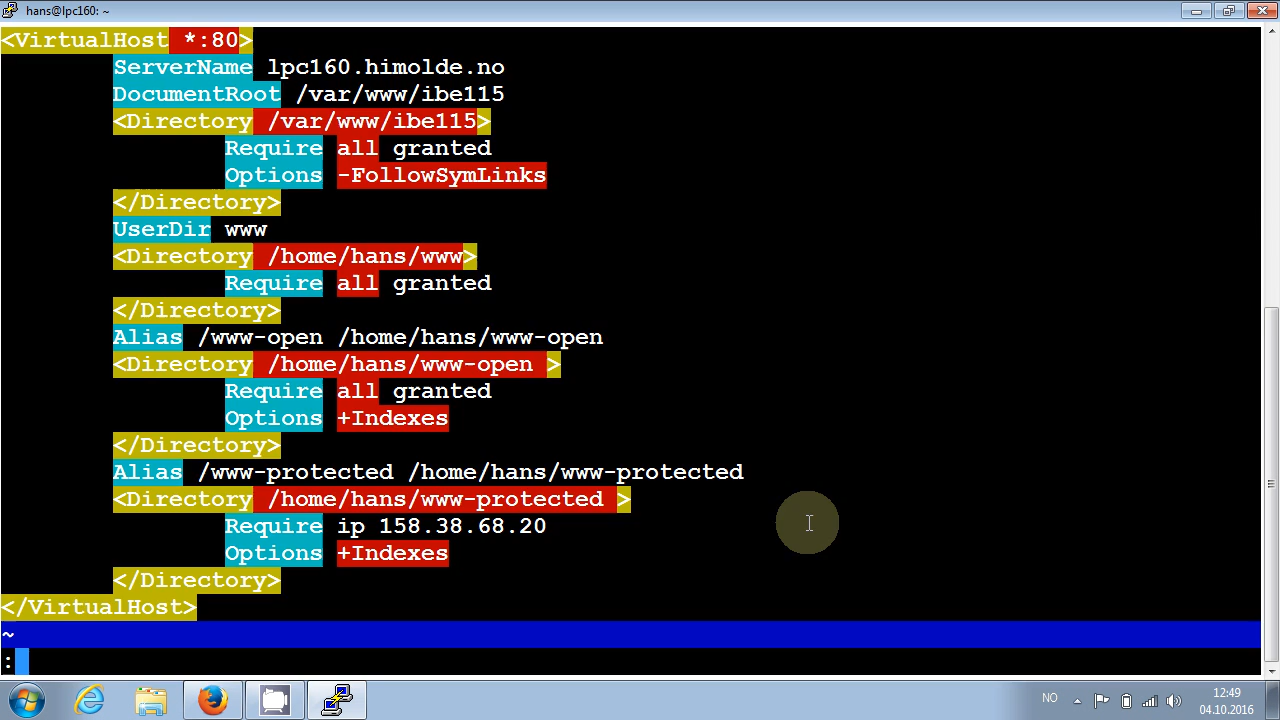 hans@lpc160: ~
<VirtualHost *:80>
ServerName lpc160.himolde.no
DocumentRoot /var/www/ibe115
<Directory /var/www/ibe115>
Require all granted
Options -FollowSymLinks
</Directory>
UserDir www
<Directory /home/hans/www>
Require all granted
</Directory>
Alias /www-open /home/hans/www-open
<Directory /home/hans/www-open >
Require all granted
Options +Indexes
</Directory>
Alias /www-protected /home/hans/www-protected
<Directory /home/hans/www-protected >
Require ip 158.38.68.20
Options +Indexes
</Directory>
</VirtualHost>
~
:
NO
12:49
04.10.2016